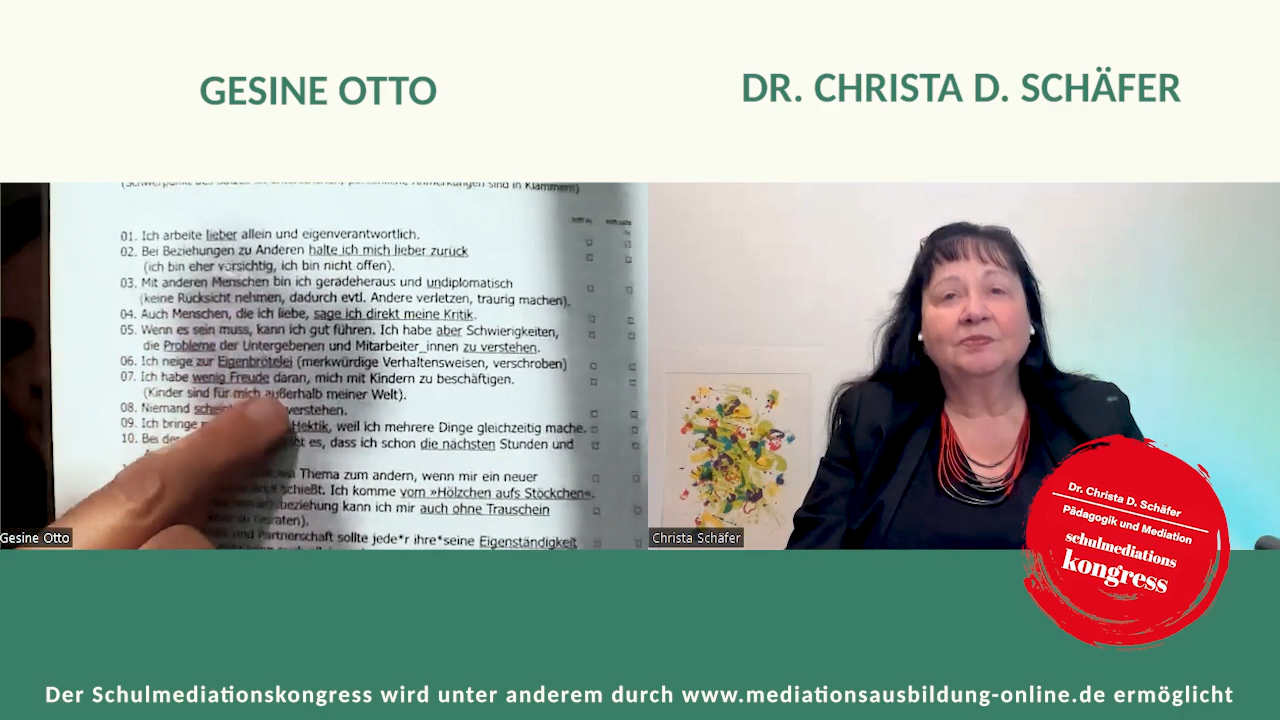 GESINE OTTO
DR. CHRISTA D. SCHÄFER
01. Ich arbeite lieber allein und eigenverantwortlich.
02. Bei Beziehungen zu Anderen halte ich mich lieber zurück
(ich bin eher vorsichtig, ich bin nicht offen).
03. Mit anderen Menschen bin ich geradeheraus und undiplomatisch
(keine Rücksicht nehmen, dadurch evtl. Andere verletzen, traurig machen).
04. Auch Menschen, die ich liebe, sage ich direkt meine Kritik.
05. Wenn es sein muss, kann ich gut führen. Ich habe aber Schwierigkeiten,
die Probleme der Untergebenen und Mitarbeiter_innen zu verstehen.
06. Ich neige zur Eigenbrötelei (merkwürdige Verhaltensweisen, verschroben)
07. Ich habe wenig Freude daran, mich mit Kindern zu beschäftigen.
(Kinder sind für mich außerhalb meiner Welt).
08. Niemand verstehen.
09. Ich bringe Hektik, weil ich mehrere Dinge gleichzeitig mache.
10. Bei es, dass ich schon die nächsten Stunden und
Thema zum andern, wenn mir ein neuer
schießt. Ich komme vom »Hölzchen aufs Stöckchen«.
beziehung kann ich mir auch ohne Trauschein
und Partnerschaft sollte jede*r ihre*seine Eigenständigkeit
Gesine Otto
Christa Schäfer
Dr. Christa D. Schäfer
Pädagogik und Mediation
schulmediations
kongress
Der Schulmediationskongress wird unter anderem durch www.mediationsausbildung-online.de ermöglicht